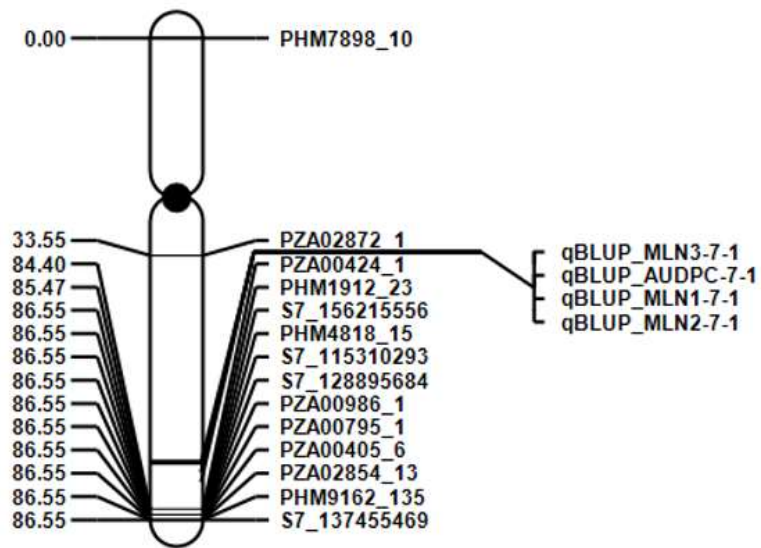 0.00 PHM7898_10
33.55 PZA02872_1
84.40 PZA00424_1
85.47 PHM1912_23
86.55 S7_156215556
86.55 PHM4818_15
86.55 S7_115310293
86.55 S7_128895684
86.55 PZA00986_1
86.55 PZA00795_1
86.55 PZA00405_6
86.55 PZA02854_13
86.55 PHM9162_135
86.55 S7_137455469
qBLUP_MLN3-7-1
qBLUP_AUDPC-7-1
qBLUP_MLN1-7-1
qBLUP_MLN2-7-1